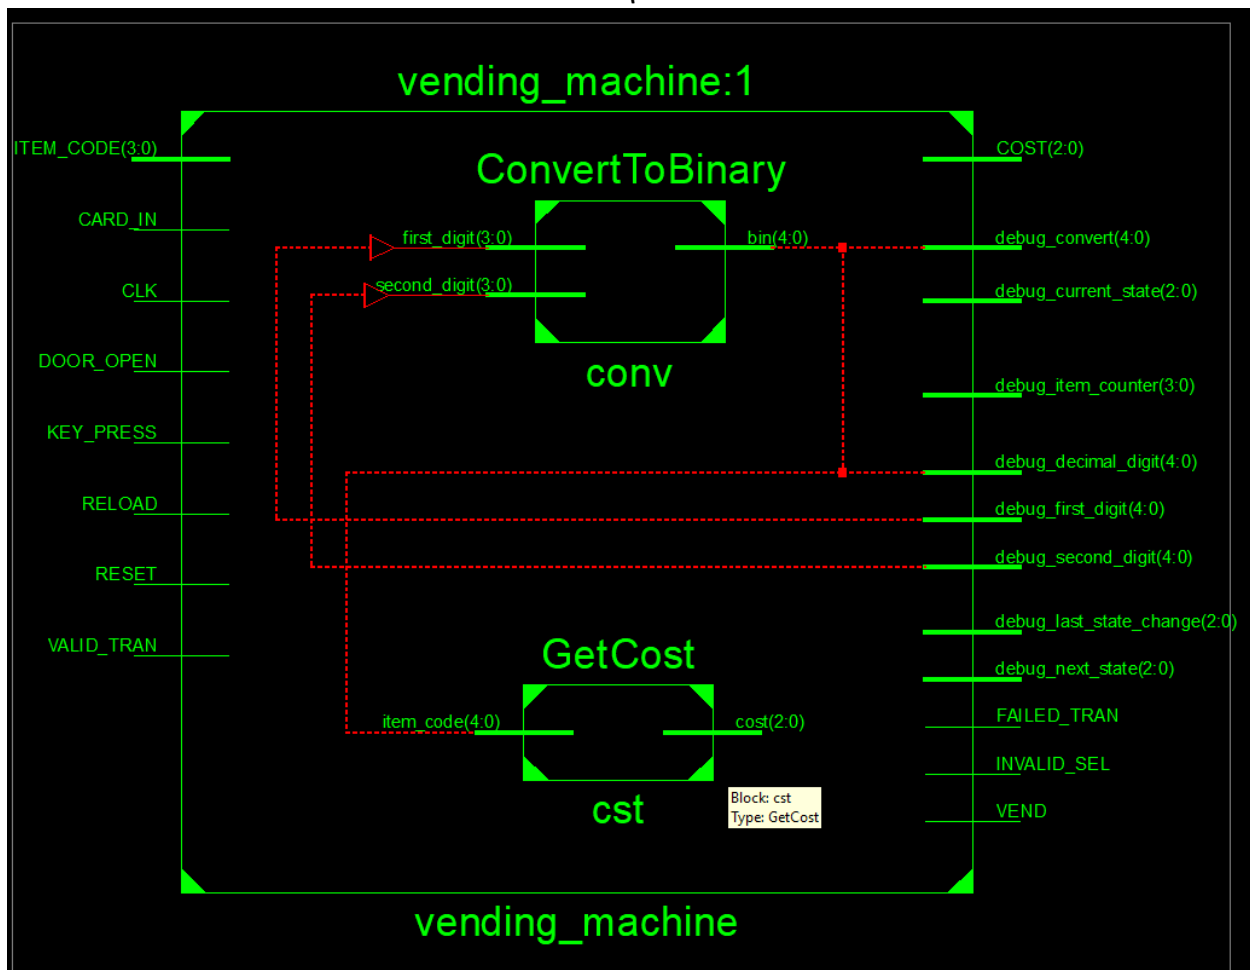 vending_machine:1
ITEM_CODE(3:0)
COST(2:0)
ConvertToBinary
CARD_IN
first_digit(3:0)
bin(4:0)
debug_convert(4:0)
second_digit(3:0)
CLK
debug_current_state(2:0)
DOOR_OPEN
conv
debug_item_counter(3:0)
KEY_PRESS
debug_decimal_digit(4:0)
RELOAD
debug_first_digit(4:0)
RESET
debug_second_digit(4:0)
debug_last_state_change(2:0)
VALID_TRAN
GetCost
debug_next_state(2:0)
item_code(4:0)
cost(2:0)
FAILED_TRAN
INVALID_SEL
cst
Block: cst
Type: GetCost
VEND
vending_machine